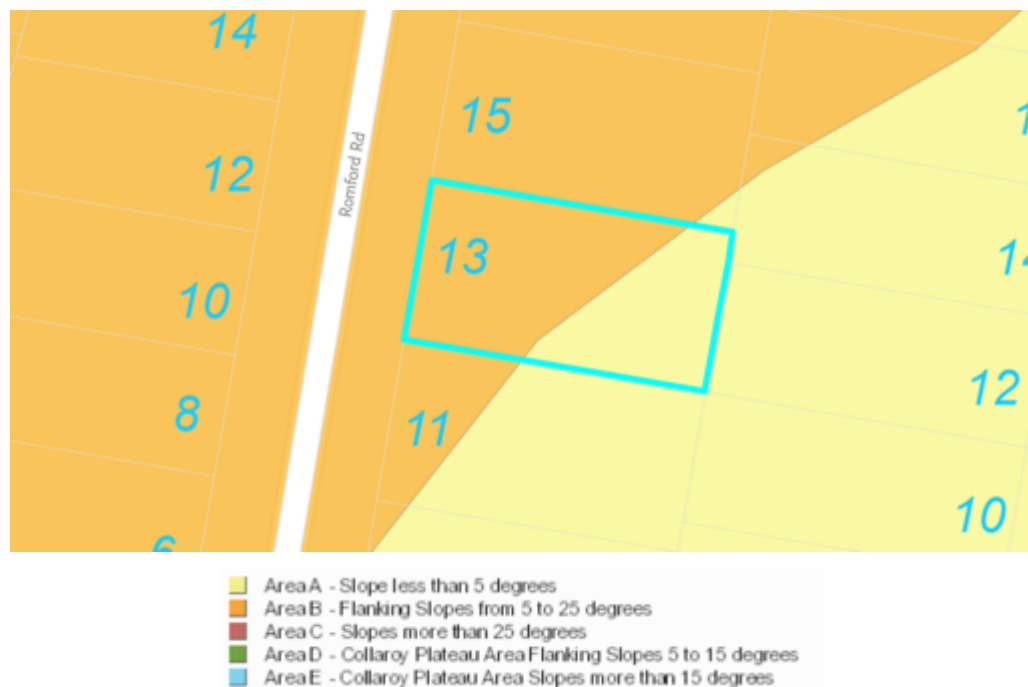 14
15
12
Romford Rd
13
14
10
12
8
11
10
6
Area A - Slope less than 5 degrees
Area B - Flanking Slopes from 5 to 25 degrees
Area C - Slopes more than 25 degrees
Area D - Collaroy Plateau Area Flanking Slopes 5 to 15 degrees
Area E - Collaroy Plateau Area Slopes more than 15 degrees